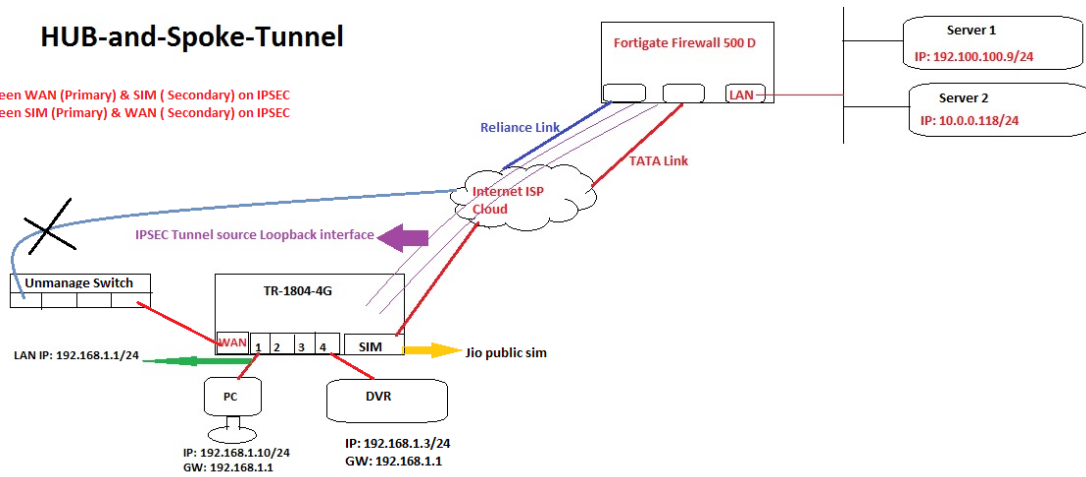 HUB-and-Spoke-Tunnel
een WAN (Primary) & SIM ( Secondary) on IPSEC
een SIM (Primary) & WAN ( Secondary) on IPSEC
Fortigate Firewall 500 D
LAN
Server 1
IP: 192.100.100.9/24
Server 2
IP: 10.0.0.118/24
Reliance Link
TATA Link
Internet ISP
Cloud
IPSEC Tunnel source Loopback interface
Unmanage Switch
TR-1804-4G
WAN
1
2
3
4
SIM
LAN IP: 192.168.1.1/24
Jio public sim
PC
DVR
IP: 192.168.1.10/24
GW: 192.168.1.1
IP: 192.168.1.3/24
GW: 192.168.1.1